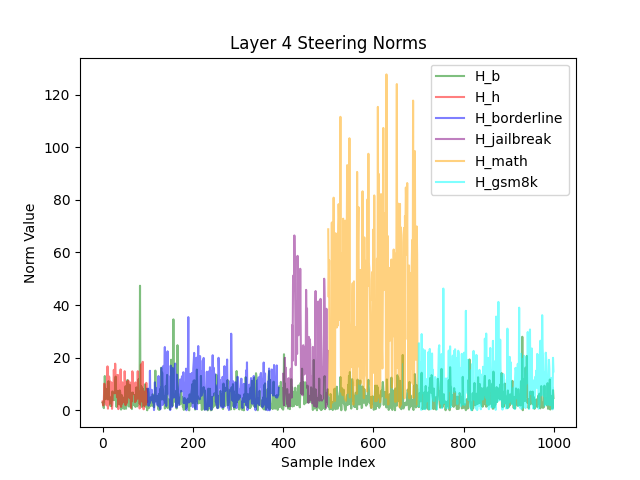 Layer 4 Steering Norms
H_b
H_h
H_borderline
H_jailbreak
H_math
H_gsm8k
120
100
80
60
40
20
0
Norm Value
0 200 400 600 800 1000
Sample Index